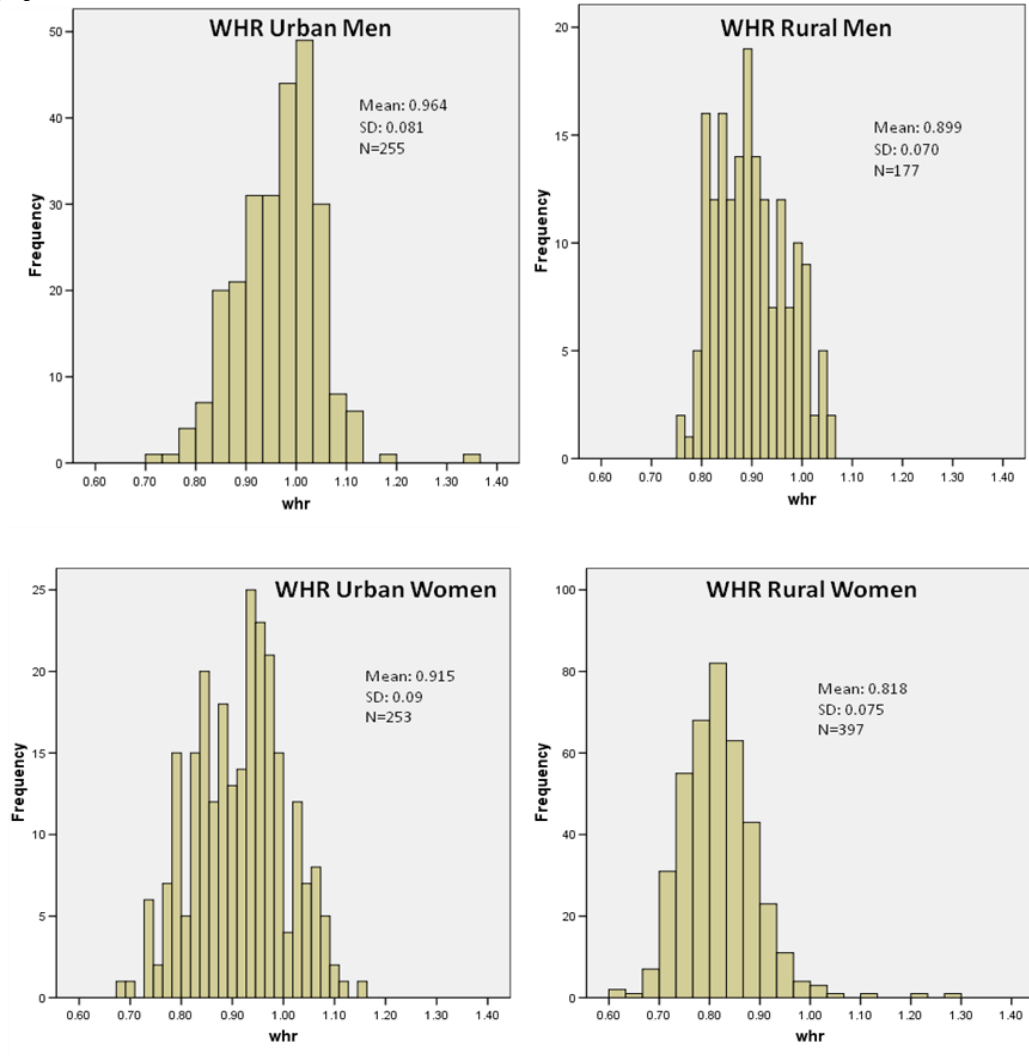 WHR Urban Men
50
40
30
20
10
0
Frequency
Mean: 0.964
SD: 0.081
N=255
0.60 0.70 0.80 0.90 1.00 1.10 1.20 1.30 1.40
whr
WHR Rural Men
20
15
10
5
0
Frequency
Mean: 0.899
SD: 0.070
N=177
0.60 0.70 0.80 0.90 1.00 1.10 1.20 1.30 1.40
whr
WHR Urban Women
25
20
15
10
5
0
Frequency
Mean: 0.915
SD: 0.09
N=253
0.60 0.70 0.80 0.90 1.00 1.10 1.20 1.30 1.40
whr
WHR Rural Women
100
80
60
40
20
0
Frequency
Mean: 0.818
SD: 0.075
N=397
0.60 0.70 0.80 0.90 1.00 1.10 1.20 1.30 1.40
whr